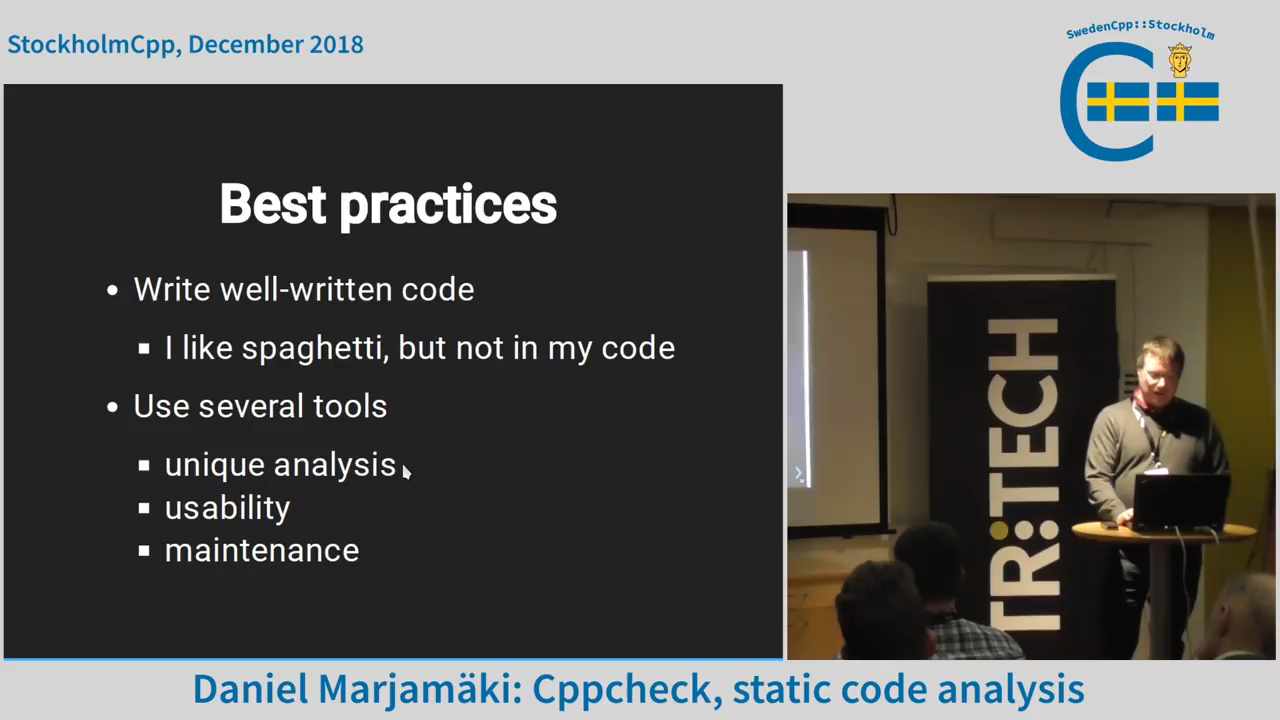 StockholmCpp, December 2018
SwedenCpp::Stockholm
C
Best practices
Write well-written code
I like spaghetti, but not in my code
Use several tools
unique analysis
usability
maintenance
TR:TECH
Daniel Marjamäki: Cppcheck, static code analysis